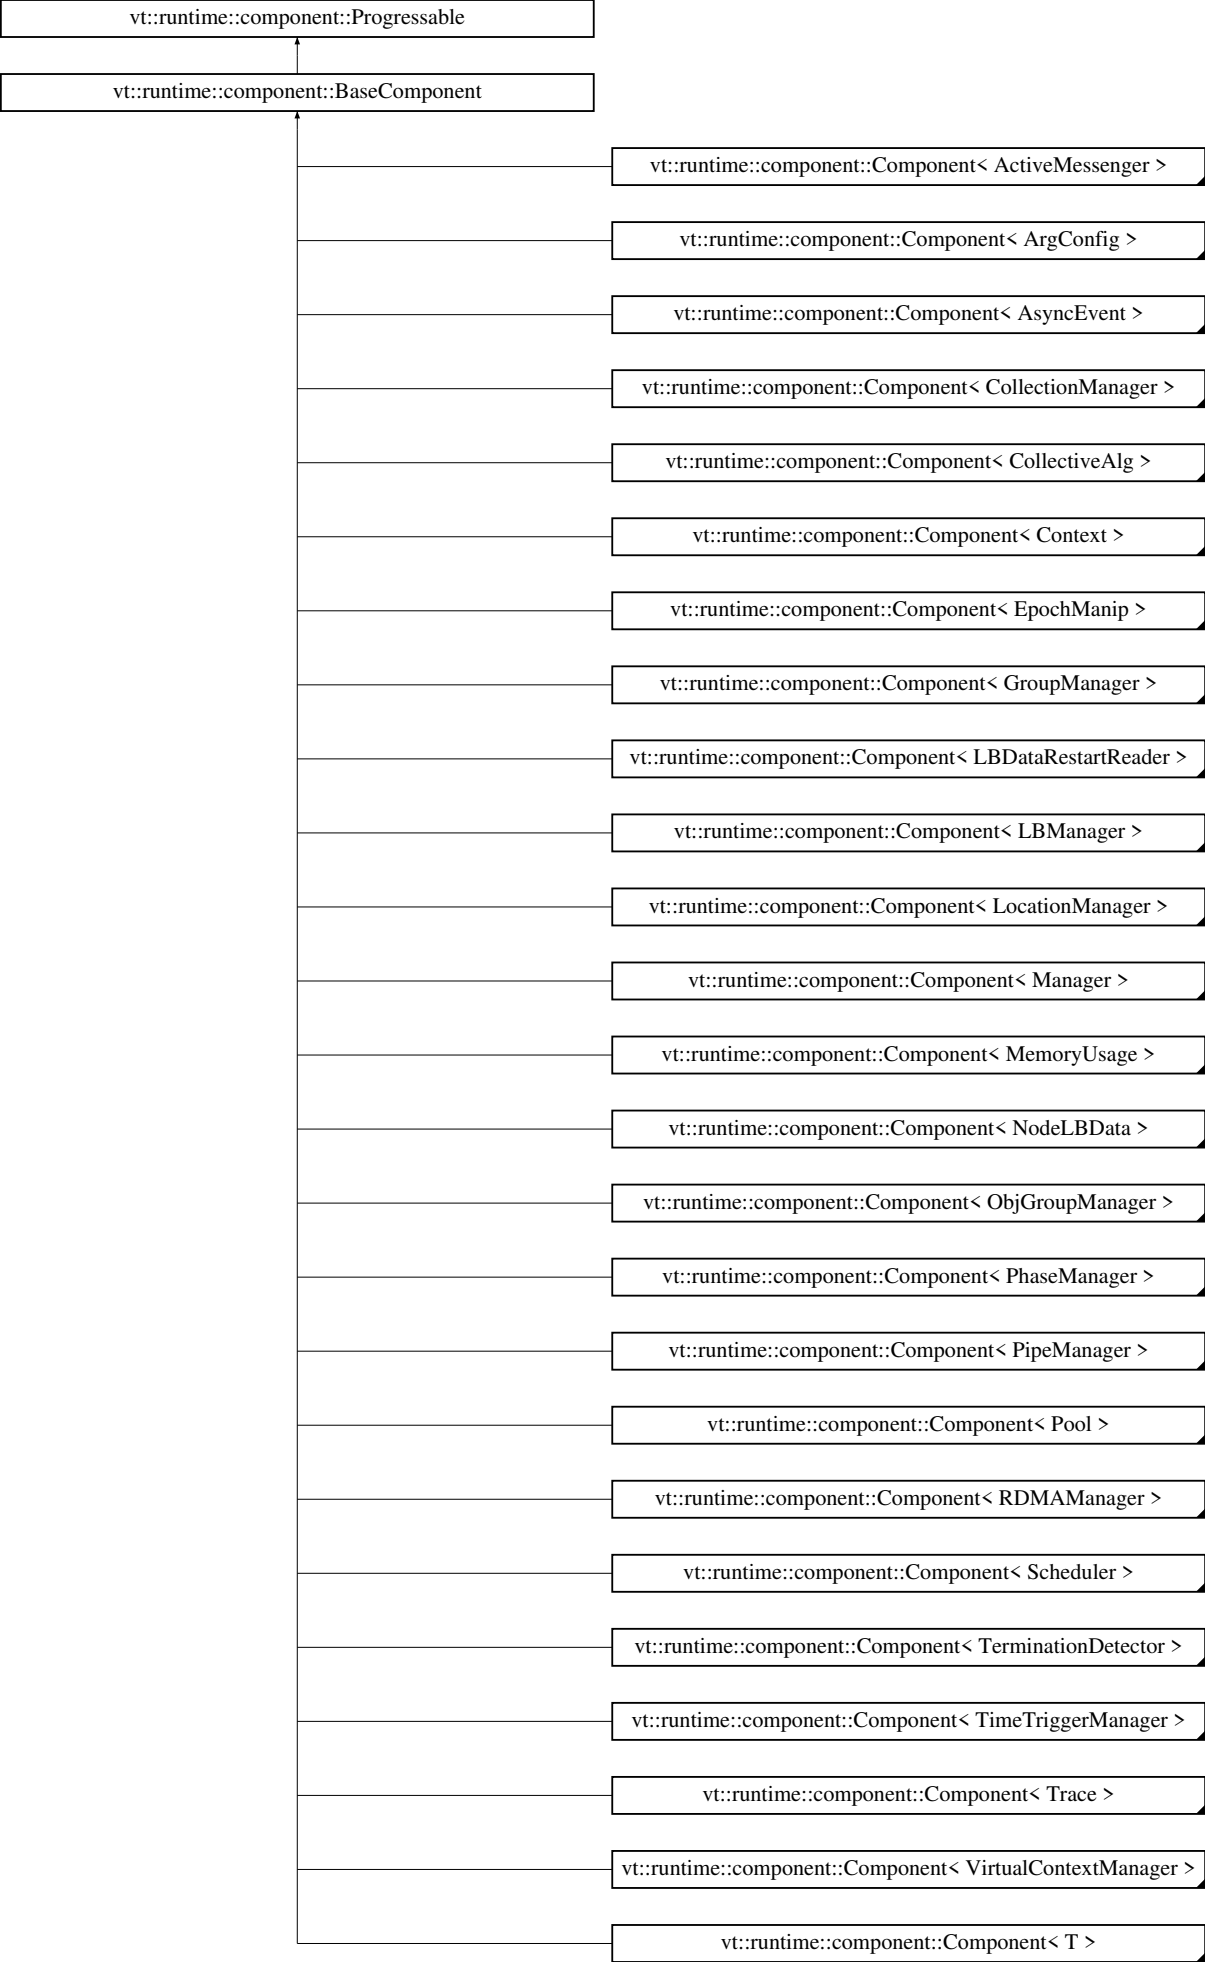 vt::runtime::component::Progressable
vt::runtime::component::BaseComponent
vt::runtime::component::Component< ActiveMessenger >
vt::runtime::component::Component< ArgConfig >
vt::runtime::component::Component< AsyncEvent >
vt::runtime::component::Component< CollectionManager >
vt::runtime::component::Component< CollectiveAlg >
vt::runtime::component::Component< Context >
vt::runtime::component::Component< EpochManip >
vt::runtime::component::Component< GroupManager >
vt::runtime::component::Component< LBDataRestartReader >
vt::runtime::component::Component< LBManager >
vt::runtime::component::Component< LocationManager >
vt::runtime::component::Component< Manager >
vt::runtime::component::Component< MemoryUsage >
vt::runtime::component::Component< NodeLBData >
vt::runtime::component::Component< ObjGroupManager >
vt::runtime::component::Component< PhaseManager >
vt::runtime::component::Component< PipeManager >
vt::runtime::component::Component< Pool >
vt::runtime::component::Component< RDMAManager >
vt::runtime::component::Component< Scheduler >
vt::runtime::component::Component< TerminationDetector >
vt::runtime::component::Component< TimeTriggerManager >
vt::runtime::component::Component< Trace >
vt::runtime::component::Component< VirtualContextManager >
vt::runtime::component::Component< T >